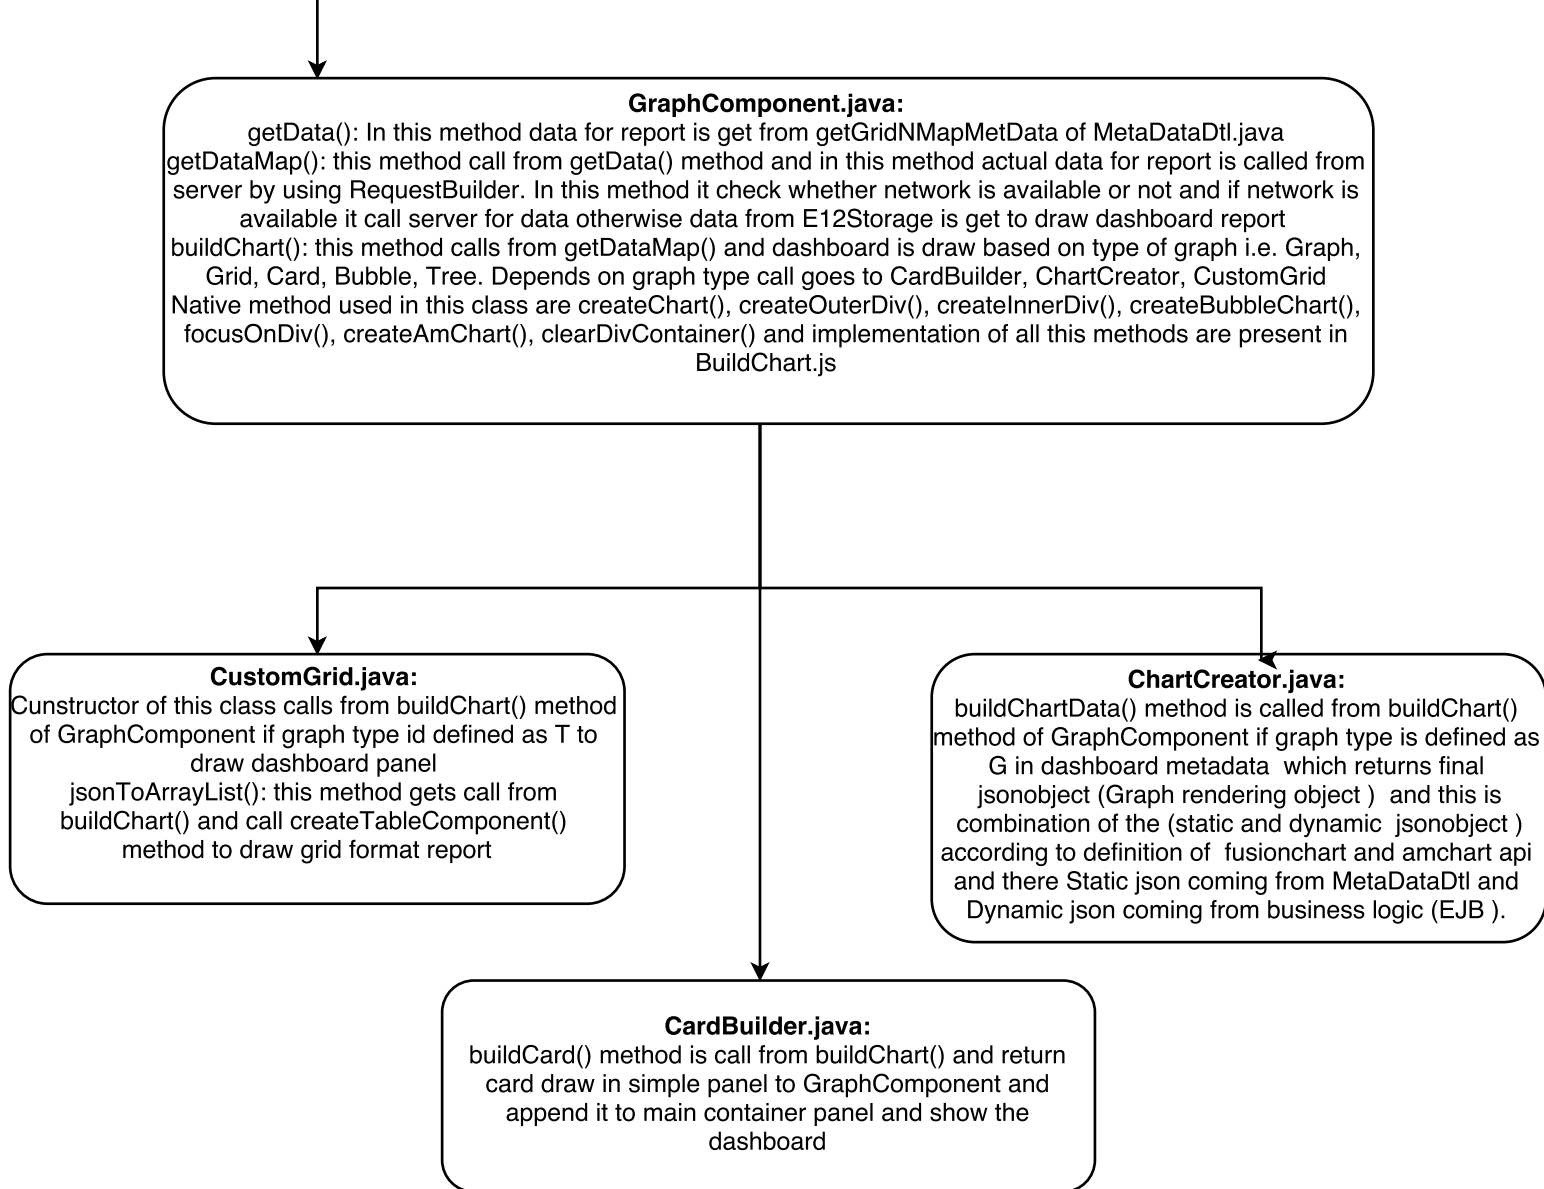 GraphComponent.java:
getData(): In this method data for report is get from getGridNMapMetData of MetaDataDtl.java
getDataMap(): this method call from getData() method and in this method actual data for report is called from
server by using RequestBuilder. In this method it check whether network is available or not and if network is
available it call server for data otherwise data from E12Storage is get to draw dashboard report
buildChart(): this method calls from getDataMap() and dashboard is draw based on type of graph i.e. Graph,
Grid, Card, Bubble, Tree. Depends on graph type call goes to CardBuilder, ChartCreator, CustomGrid
Native method used in this class are createChart(), createOuterDiv(), createInnerDiv(), createBubbleChart(),
focusOnDiv(), createAmChart(), clearDivContainer() and implementation of all this methods are present in
BuildChart.js
CustomGrid.java:
Cunstructor of this class calls from buildChart() method
of GraphComponent if graph type id defined as T to
draw dashboard panel
jsonToArrayList(): this method gets call from
buildChart() and call createTableComponent()
method to draw grid format report
ChartCreator.java:
buildChartData() method is called from buildChart()
method of GraphComponent if graph type is defined as
G in dashboard metadata  which returns final
jsonobject (Graph rendering object )  and this is
combination of the (static and dynamic  jsonobject )
according to definition of  fusionchart and amchart api
and there Static json coming from MetaDataDtl and
Dynamic json coming from business logic (EJB ).
CardBuilder.java:
buildCard() method is call from buildChart() and return
card draw in simple panel to GraphComponent and
append it to main container panel and show the
dashboard